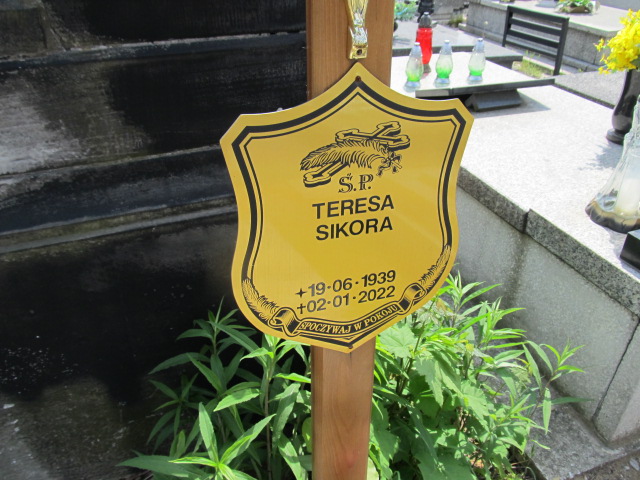 Ś.P.
TERESA
SIKORA
19·06·1939
†02·01·2022
SPOCZYWAJ W POKOJU